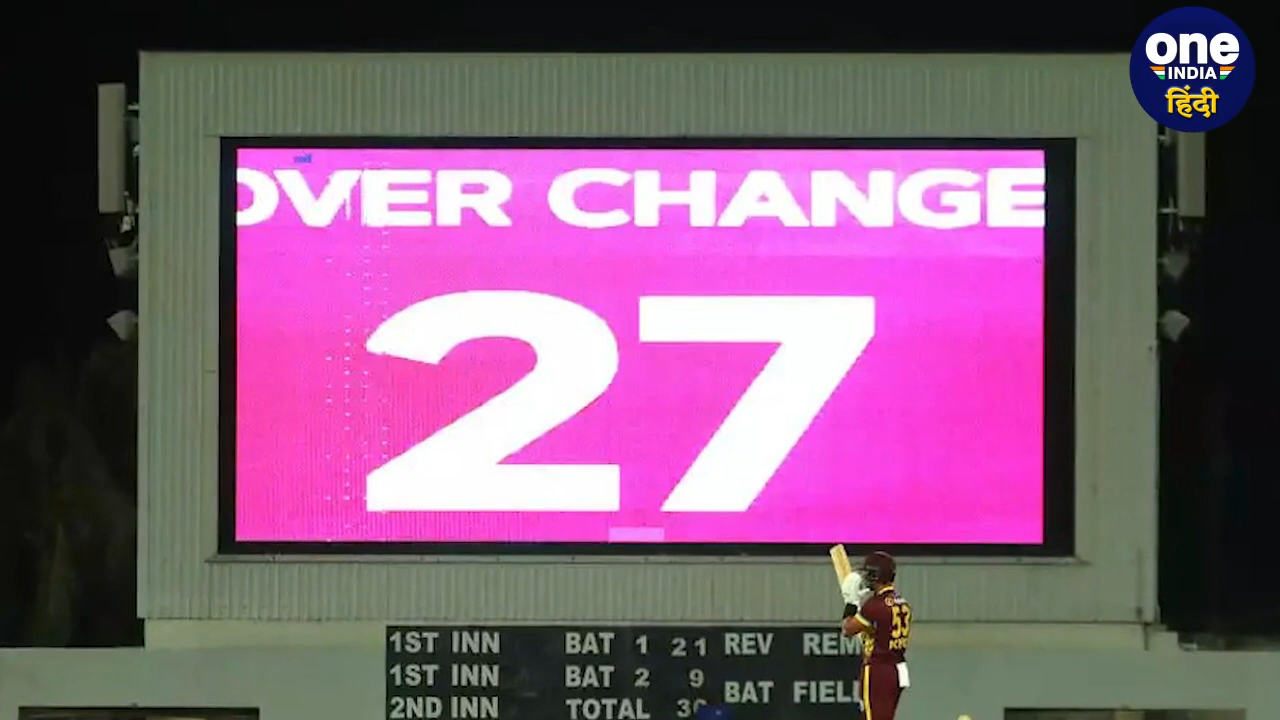 one
INDIA
हिंदी
OVER CHANGE
27
1ST INN BAT 1 21 REV REM
1ST INN BAT 2 9
BAT FIEL
2ND INN TOTAL 30
53